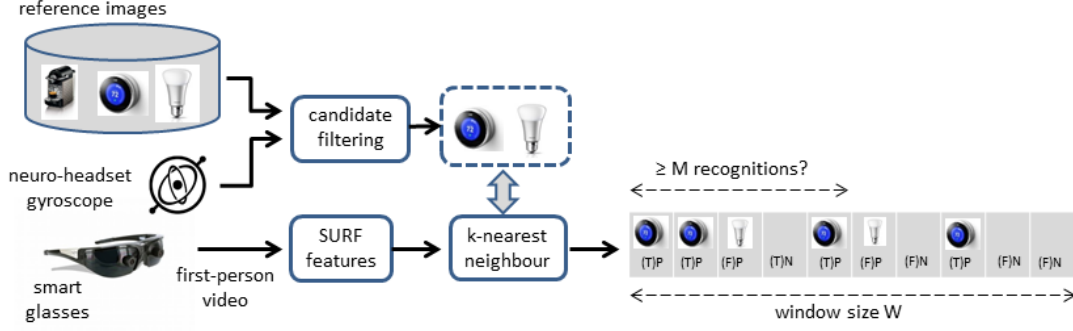 reference images
candidate
filtering
neuro-headset
gyroscope
≥ M recognitions?
SURF
features
k-nearest
neighbour
first-person
video
smart
glasses
(T)P (T)P (F)P (T)N (T)P (F)P (F)N (T)P (F)N (F)N
window size W